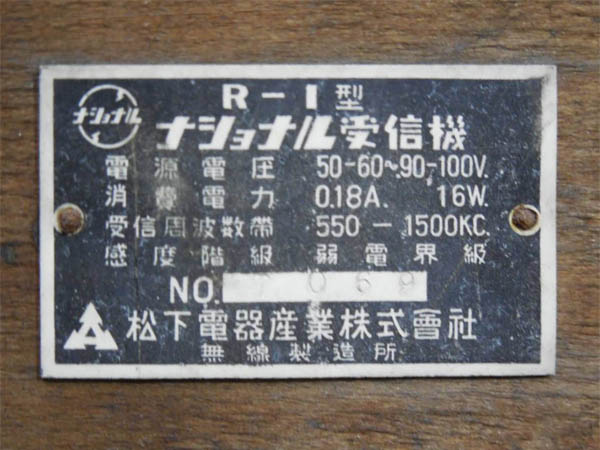 ナショナル
R-1型
ナショナル受信機
電源電圧 50-60～90-100V.
消費電力 0.18A. 16W.
受信周波数帯 550-1500KC.
感度階級 弱電界級
NO. 069
松下電器産業株式會社
無線製造所